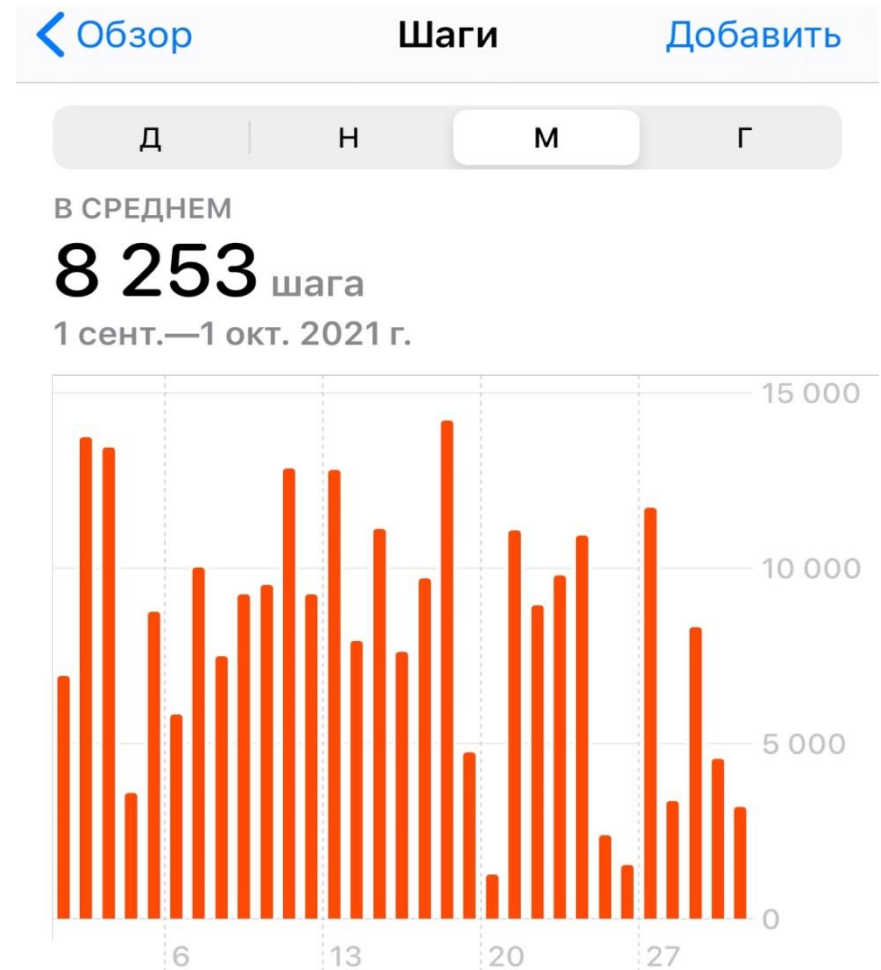 Обзор Шаги Добавить
Д Н М Г
В СРЕДНЕМ
8 253 шага
1 сент.—1 окт. 2021 г.
15 000
10 000
5 000
0
6 13 20 27